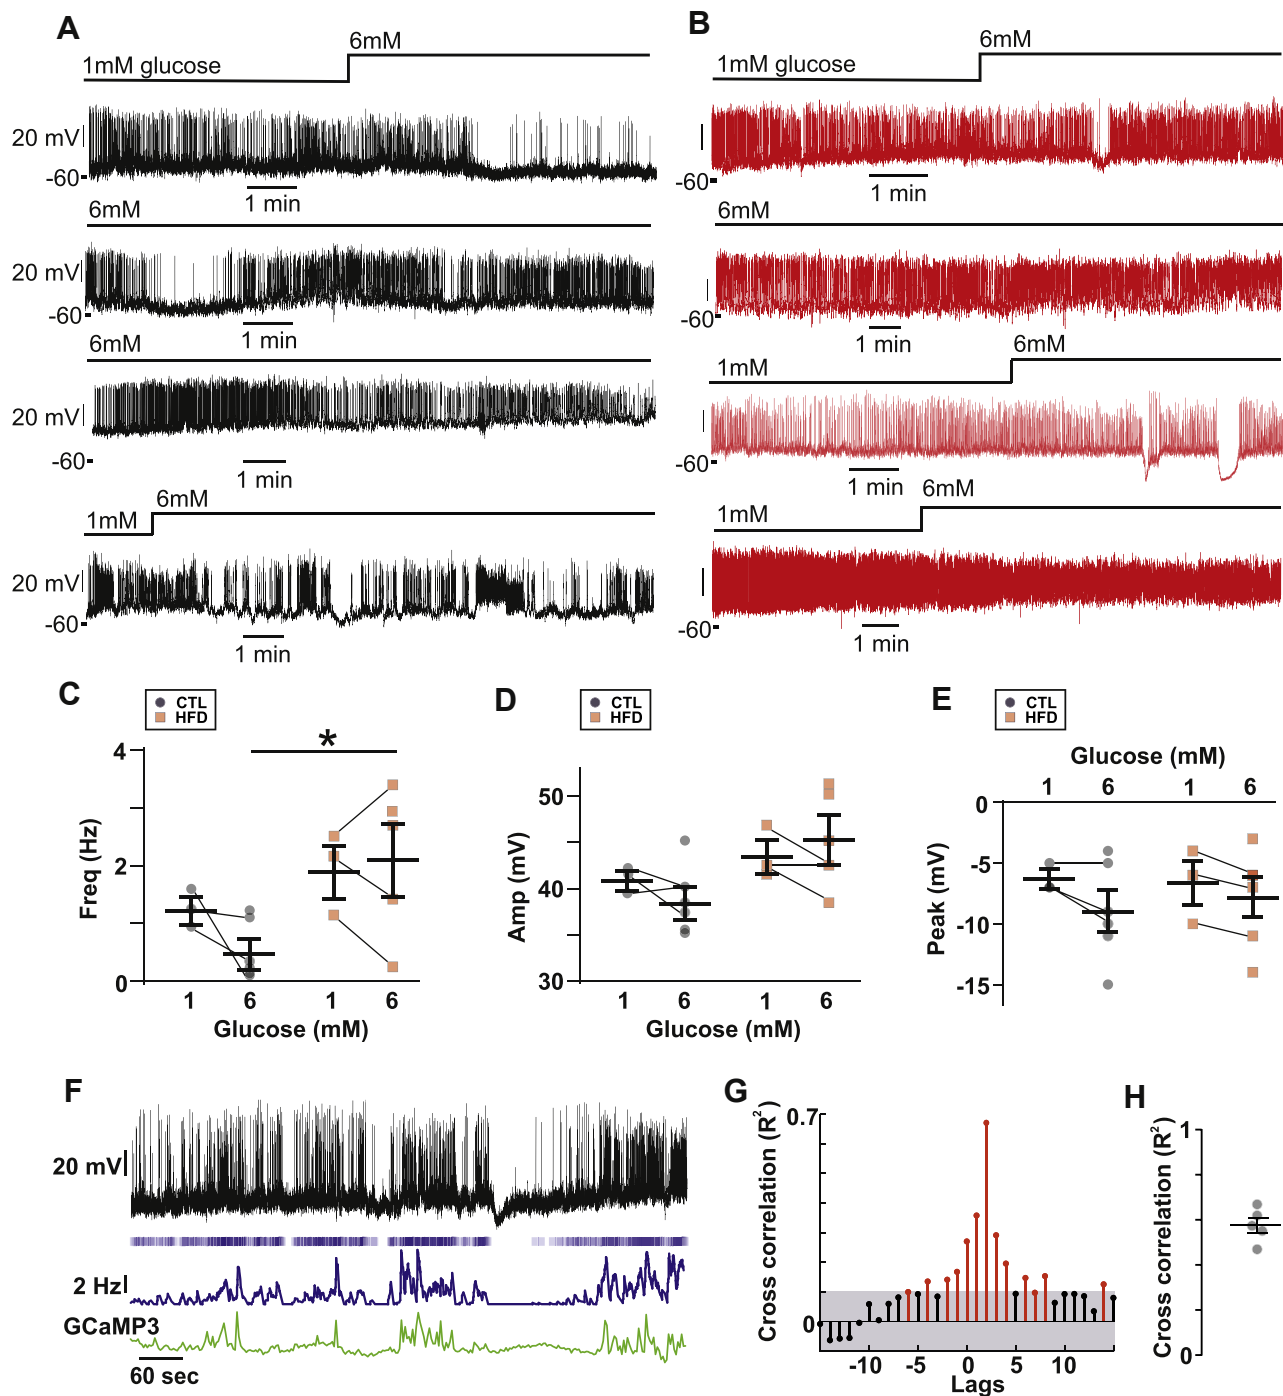 A
1mM glucose
6mM
20 mV
-60
1 min
6mM
20 mV
-60
1 min
6mM
20 mV
-60
1 min
1mM
6mM
20 mV
-60
1 min
B
1mM glucose
6mM
-60
1 min
6mM
-60
1 min
1mM
6mM
-60
1 min
1mM
6mM
-60
1 min
C
CTL
HFD
*
Freq (Hz)
4
2
0
1 6 1 6
Glucose (mM)
D
CTL
HFD
Amp (mV)
50
40
30
1 6 1 6
Glucose (mM)
E
CTL
HFD
Glucose (mM)
1 6 1 6
Peak (mV)
0
-5
-10
-15
F
20 mV
2 Hz
GCaMP3
60 sec
G
Cross correlation (R²)
0.7
0
-10 -5 0 5 10
Lags
H
Cross correlation (R²)
1
0